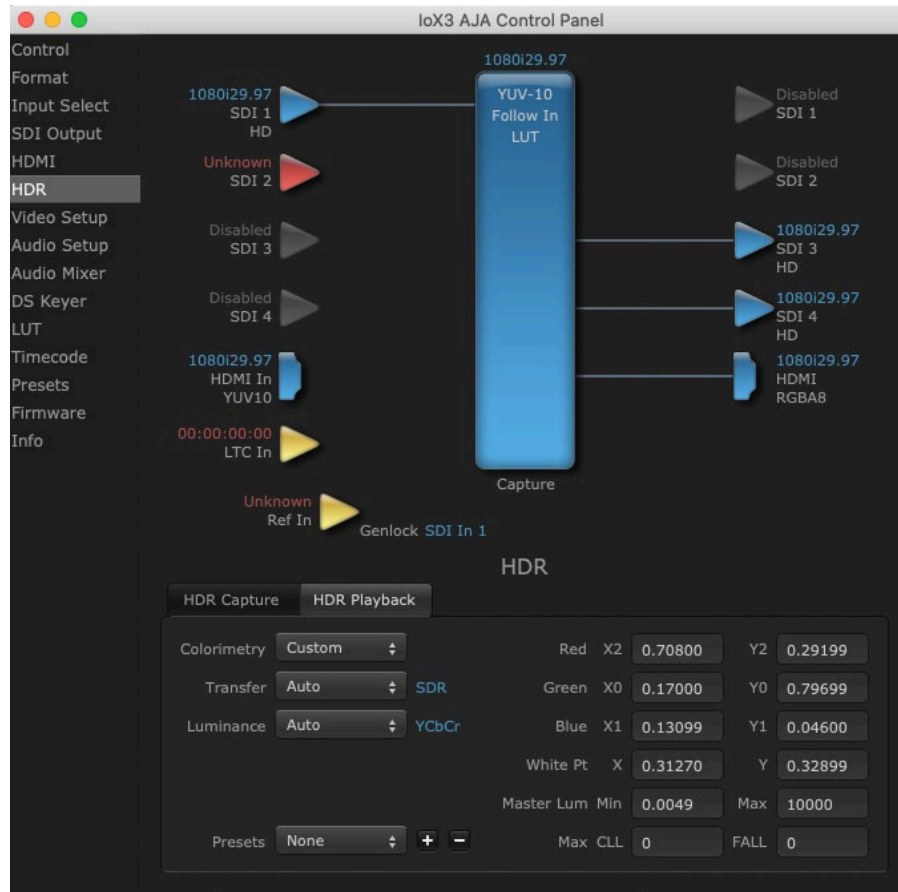 IoX3 AJA Control Panel
Control
Format
Input Select
SDI Output
HDMI
HDR
Video Setup
Audio Setup
Audio Mixer
DS Keyer
LUT
Timecode
Presets
Firmware
Info
1080i29.97
SDI 1
HD
Unknown
SDI 2
Disabled
SDI 3
Disabled
SDI 4
1080i29.97
HDMI In
YUV10
00:00:00:00
LTC In
Unknown
Ref In
Genlock SDI In 1
1080i29.97
YUV-10
Follow In
LUT
Capture
Disabled
SDI 1
Disabled
SDI 2
1080i29.97
SDI 3
HD
1080i29.97
SDI 4
HD
1080i29.97
HDMI
RGBA8
HDR
HDR Capture HDR Playback
Colorimetry Custom Red X2 0.70800 Y2 0.29199
Transfer Auto SDR Green X0 0.17000 Y0 0.79699
Luminance Auto YCbCr Blue X1 0.13099 Y1 0.04600
White Pt X 0.31270 Y 0.32899
Master Lum Min 0.0049 Max 10000
Presets None + - Max CLL 0 FALL 0